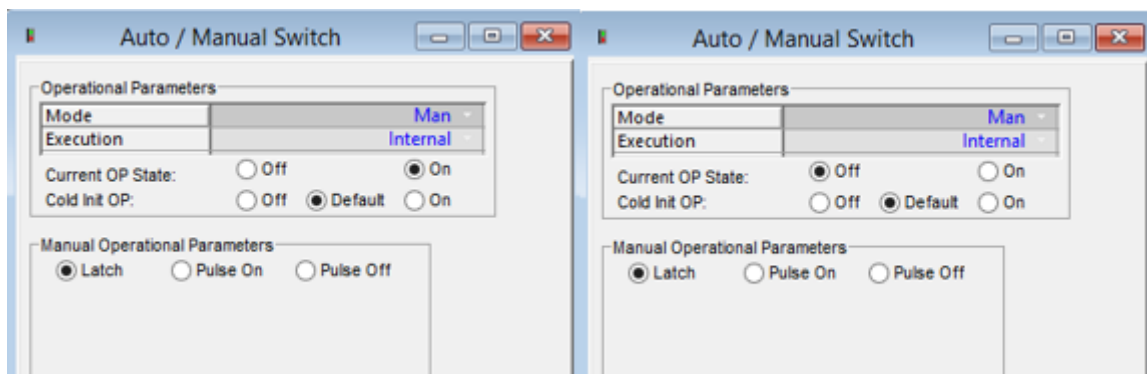 Auto / Manual Switch
Operational Parameters
Mode Man
Execution Internal
Current OP State: Off On
Cold Init OP: Off Default On
Manual Operational Parameters
Latch Pulse On Pulse Off
Auto / Manual Switch
Operational Parameters
Mode Man
Execution Internal
Current OP State: Off On
Cold Init OP: Off Default On
Manual Operational Parameters
Latch Pulse On Pulse Off